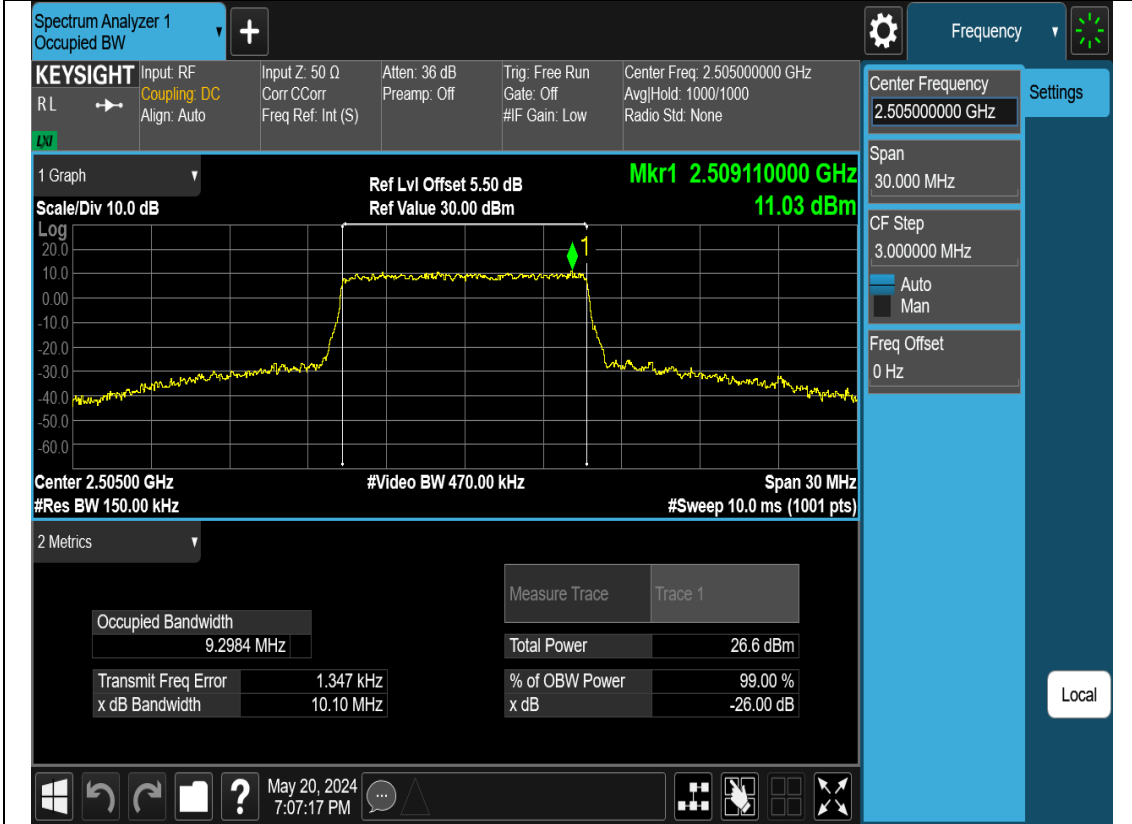 Spectrum Analyzer 1
Occupied BW
+
Frequency
KEYSIGHT
RL
LXI
Input: RF
Coupling: DC
Align: Auto
Input Z: 50 Ω
Corr CCorr
Freq Ref: Int (S)
Atten: 36 dB
Preamp: Off
Trig: Free Run
Gate: Off
#IF Gain: Low
Center Freq: 2.505000000 GHz
Avg|Hold: 1000/1000
Radio Std: None
Center Frequency
2.505000000 GHz
Settings
Span
30.000 MHz
CF Step
3.000000 MHz
Auto
Man
Freq Offset
0 Hz
Local
1 Graph
Scale/Div 10.0 dB
Ref Lvl Offset 5.50 dB
Ref Value 30.00 dBm
Mkr1 2.509110000 GHz
11.03 dBm
Log
20.0
10.0
0.00
-10.0
-20.0
-30.0
-40.0
-50.0
-60.0
1
Center 2.50500 GHz
#Res BW 150.00 kHz
#Video BW 470.00 kHz
Span 30 MHz
#Sweep 10.0 ms (1001 pts)
2 Metrics
Measure Trace Trace 1
Occupied Bandwidth
9.2984 MHz
Total Power 26.6 dBm
Transmit Freq Error 1.347 kHz
% of OBW Power 99.00 %
x dB Bandwidth 10.10 MHz
x dB -26.00 dB
?
May 20, 2024
7:07:17 PM